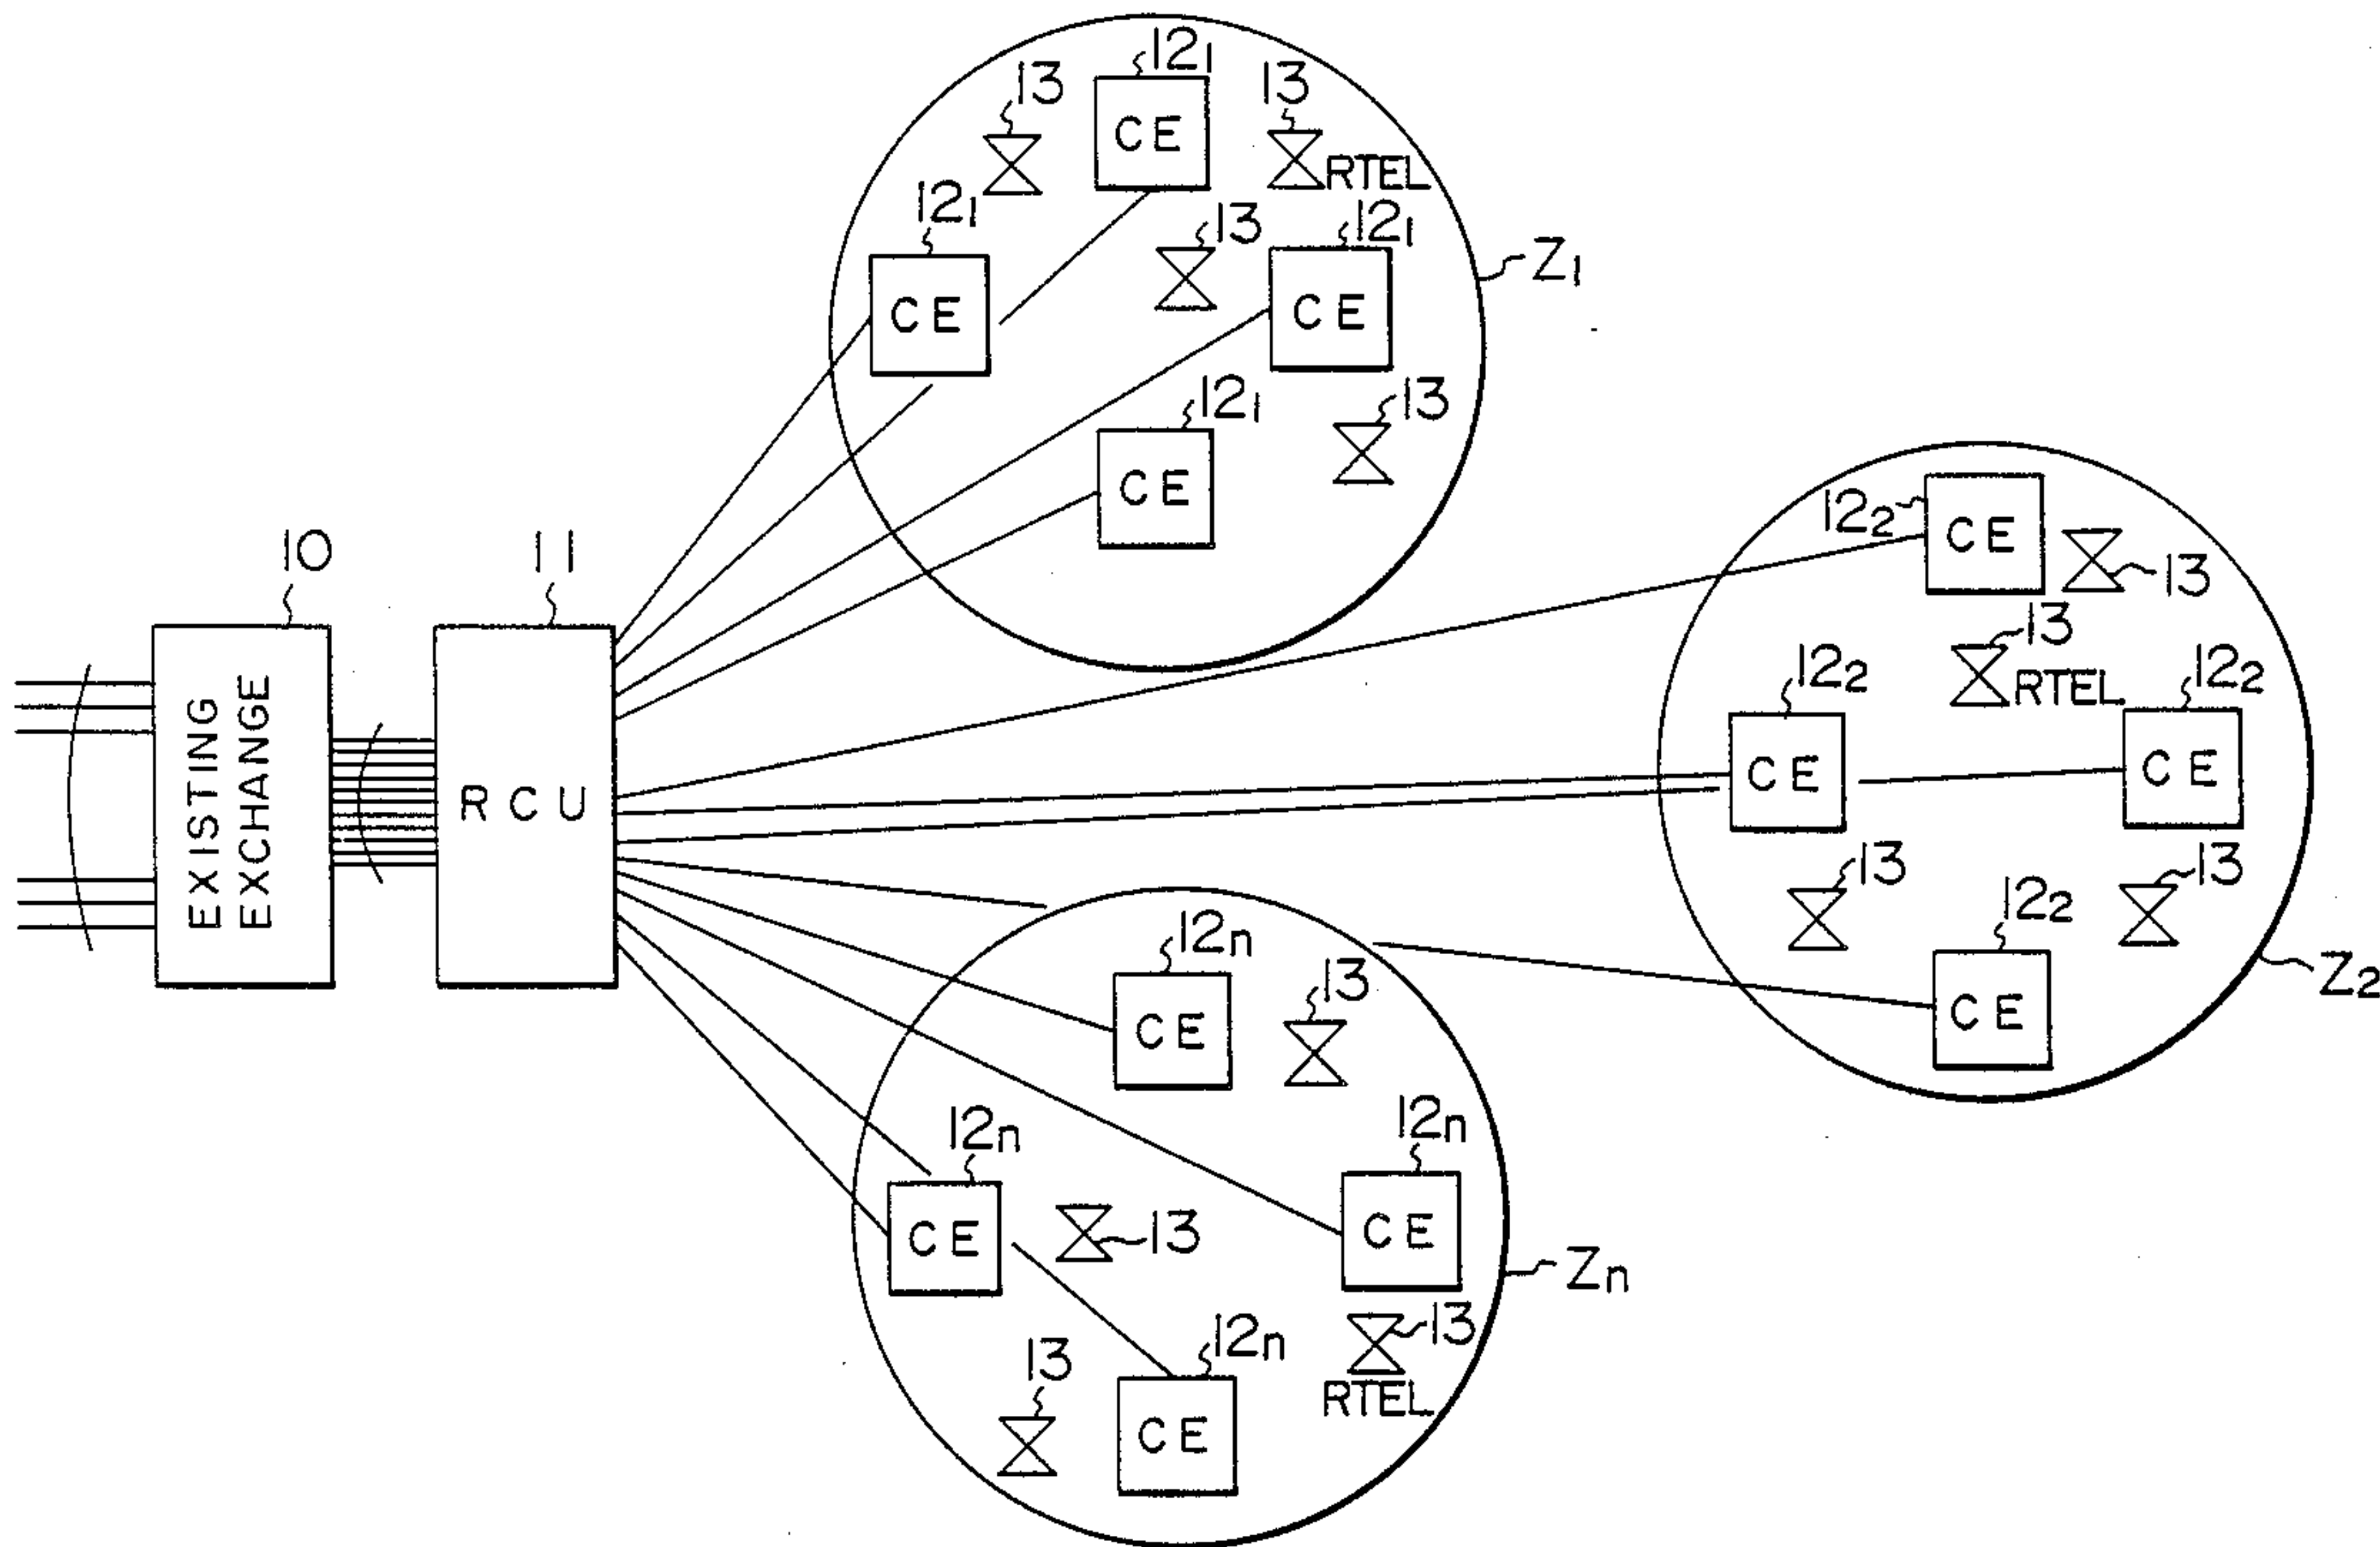 12₁
13
13
CE
RTEL
12₁
13
12₁
Z₁
CE
CE
12₁
13
CE
12₂
CE
13
13
RTEL
12₂
12₂
CE
CE
13
13
12₂
CE
Z₂
10
11
EXISTING
EXCHANGE
RCU
12n
13
CE
12n
12n
CE
13
CE
Zn
13
RTEL
12n
13
CE